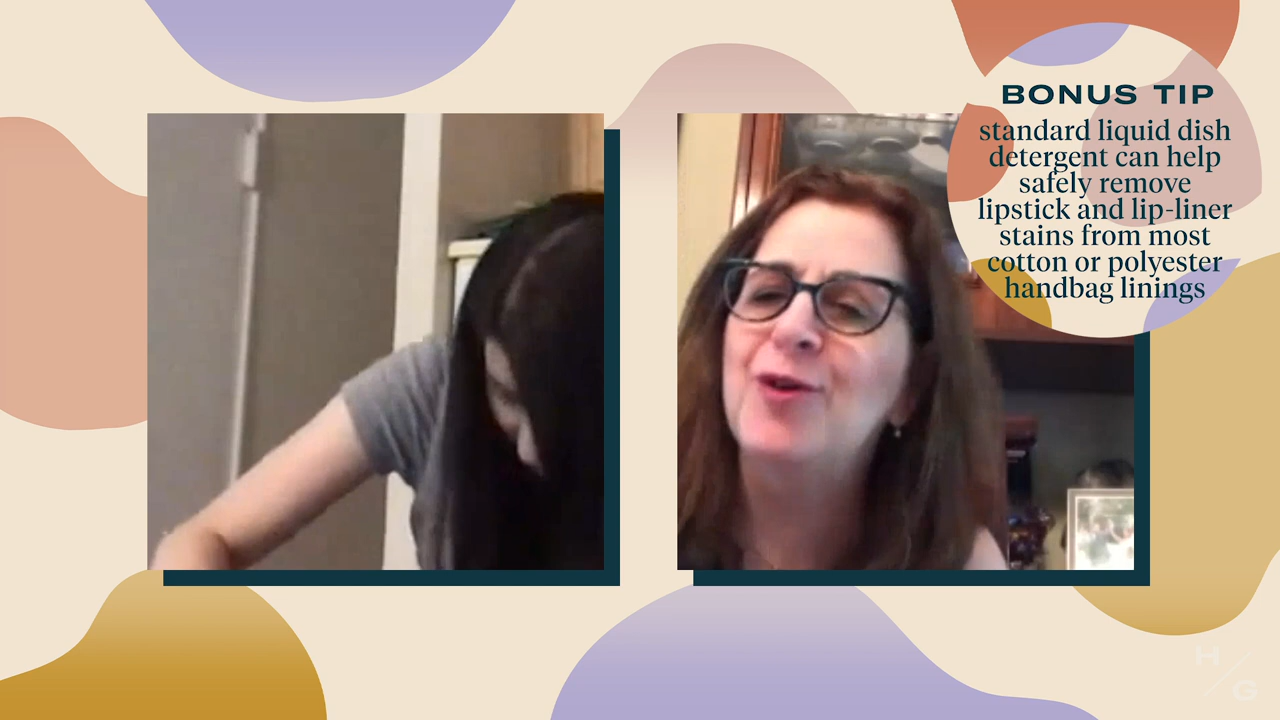 BONUS TIP
standard liquid dish
detergent can help
safely remove
lipstick and lip-liner
stains from most
cotton or polyester
handbag linings
H
G